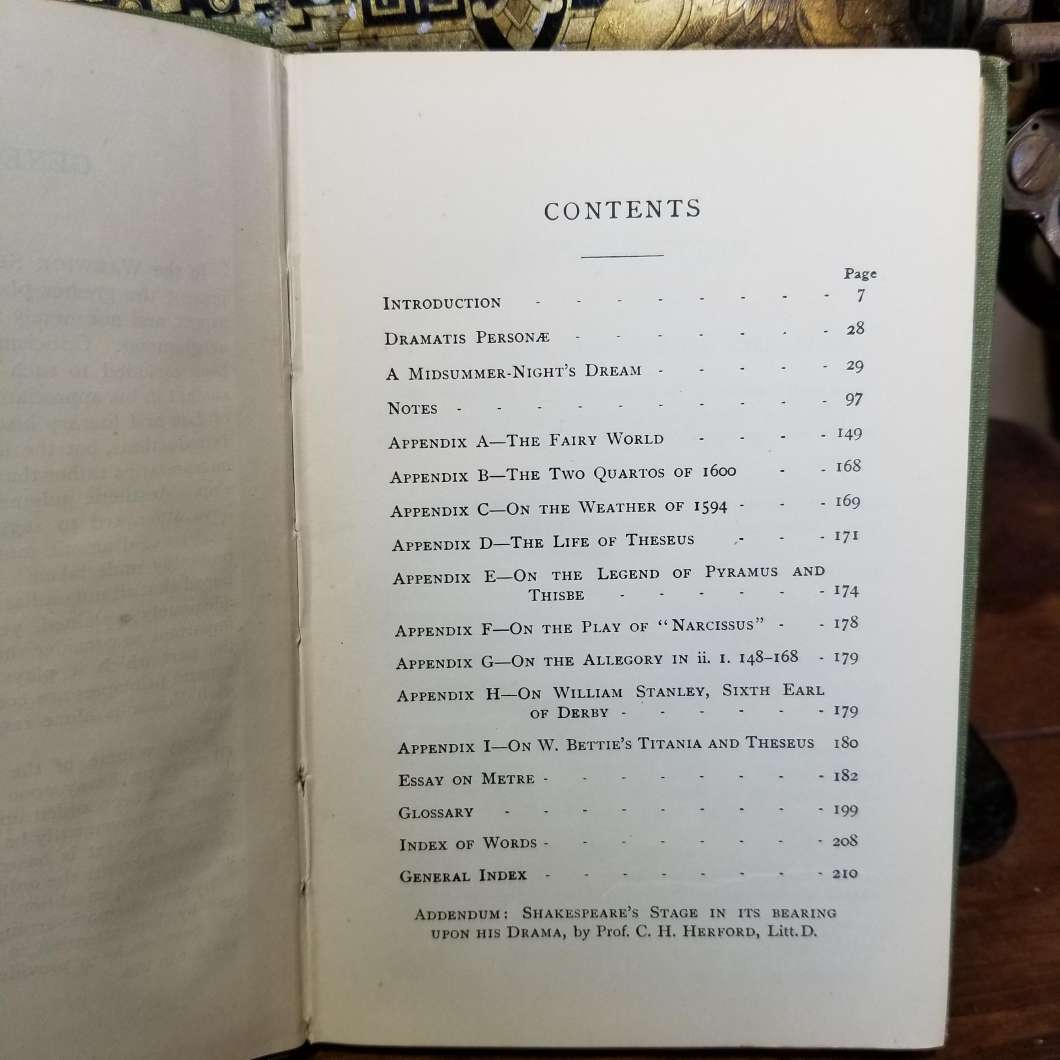 CONTENTS
Page
INTRODUCTION - - - - - - - - 7
DRAMATIS PERSONÆ - - - - - - - 28
A MIDSUMMER-NIGHT'S DREAM - - - - - 29
NOTES - - - - - - - - - - 97
APPENDIX A—THE FAIRY WORLD - - - - 149
APPENDIX B—THE TWO QUARTOS OF 1600 - - 168
APPENDIX C—ON THE WEATHER OF 1594 - - - 169
APPENDIX D—THE LIFE OF THESEUS - - - 171
APPENDIX E—ON THE LEGEND OF PYRAMUS AND
THISBE - - - - - - 174
APPENDIX F—ON THE PLAY OF "NARCISSUS" - - 178
APPENDIX G—ON THE ALLEGORY IN ii. 1. 148–168 - 179
APPENDIX H—ON WILLIAM STANLEY, SIXTH EARL
OF DERBY - - - - - - 179
APPENDIX I—ON W. BETTIE'S TITANIA AND THESEUS 180
ESSAY ON METRE - - - - - - - - 182
GLOSSARY - - - - - - - - - 199
INDEX OF WORDS - - - - - - - - 208
GENERAL INDEX - - - - - - - - 210
ADDENDUM: SHAKESPEARE'S STAGE IN ITS BEARING
UPON HIS DRAMA, by Prof. C. H. HERFORD, Litt.D.